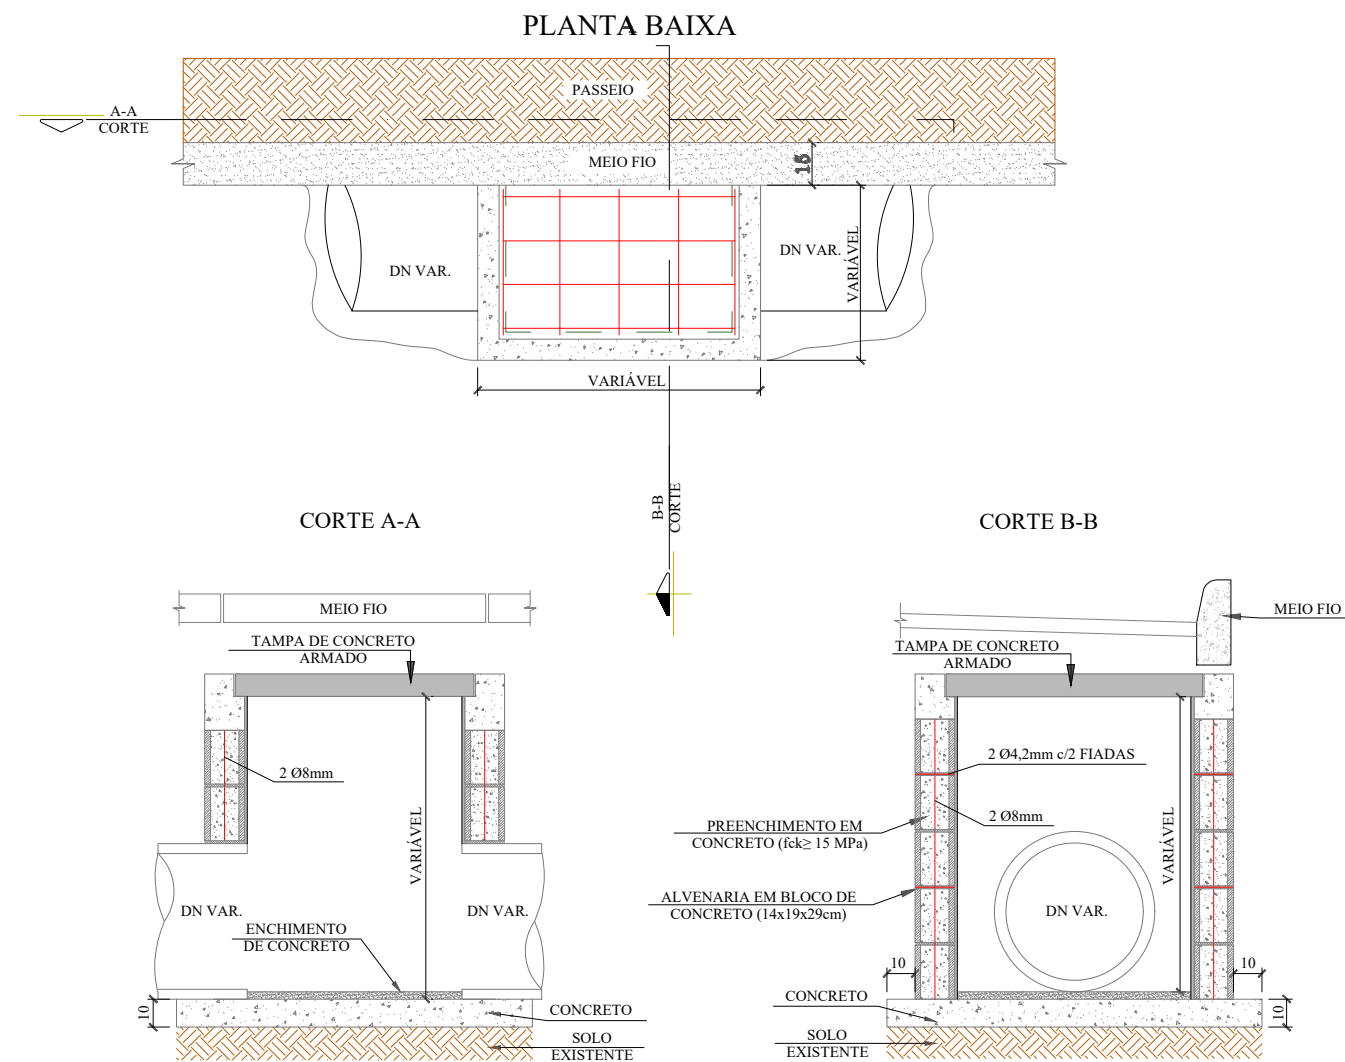 PLANTA BAIXA
PASSEIO
A-A
CORTE
MEIO FIO
15
DN VAR.
DN VAR.
VARIÁVEL
VARIÁVEL
B-B
CORTE
CORTE A-A
MEIO FIO
TAMPA DE CONCRETO
ARMADO
2 Ø8mm
VARIÁVEL
DN VAR.
DN VAR.
ENCHIMENTO
DE CONCRETO
10
CONCRETO
SOLO
EXISTENTE
CORTE B-B
MEIO FIO
TAMPA DE CONCRETO
ARMADO
2 Ø4,2mm c/2 FIADAS
2 Ø8mm
PREENCHIMENTO EM
CONCRETO (fck≥ 15 MPa)
VARIÁVEL
ALVENARIA EM BLOCO DE
CONCRETO (14x19x29cm)
DN VAR.
10
10
CONCRETO
10
SOLO
EXISTENTE